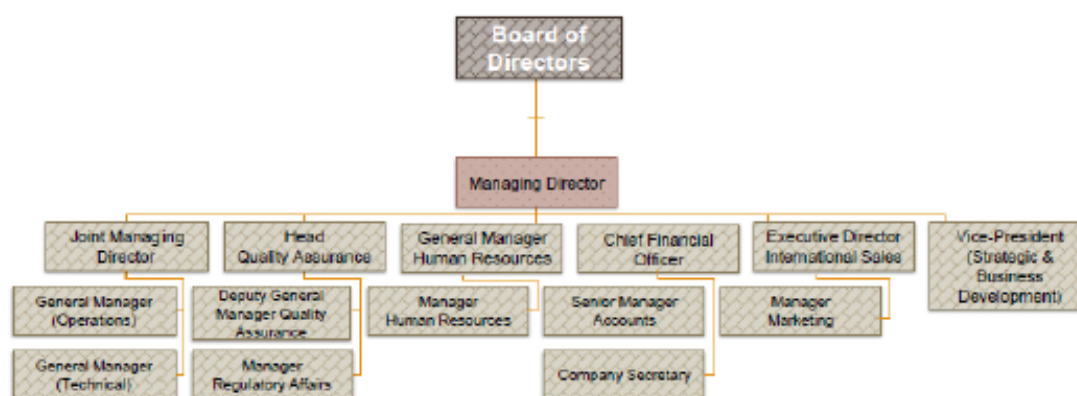 Board of
Directors
Managing Director
Joint Managing
Director
Head
Quality Assurance
General Manager
Human Resources
Chief Financial
Officer
Executive Director
International Sales
Vice-President
(Strategic &
Business
Development)
General Manager
(Operations)
Deputy General
Manager Quality
Assurance
Manager
Human Resources
Senior Manager
Accounts
Manager
Marketing
General Manager
(Technical)
Manager
Regulatory Affairs
Company Secretary